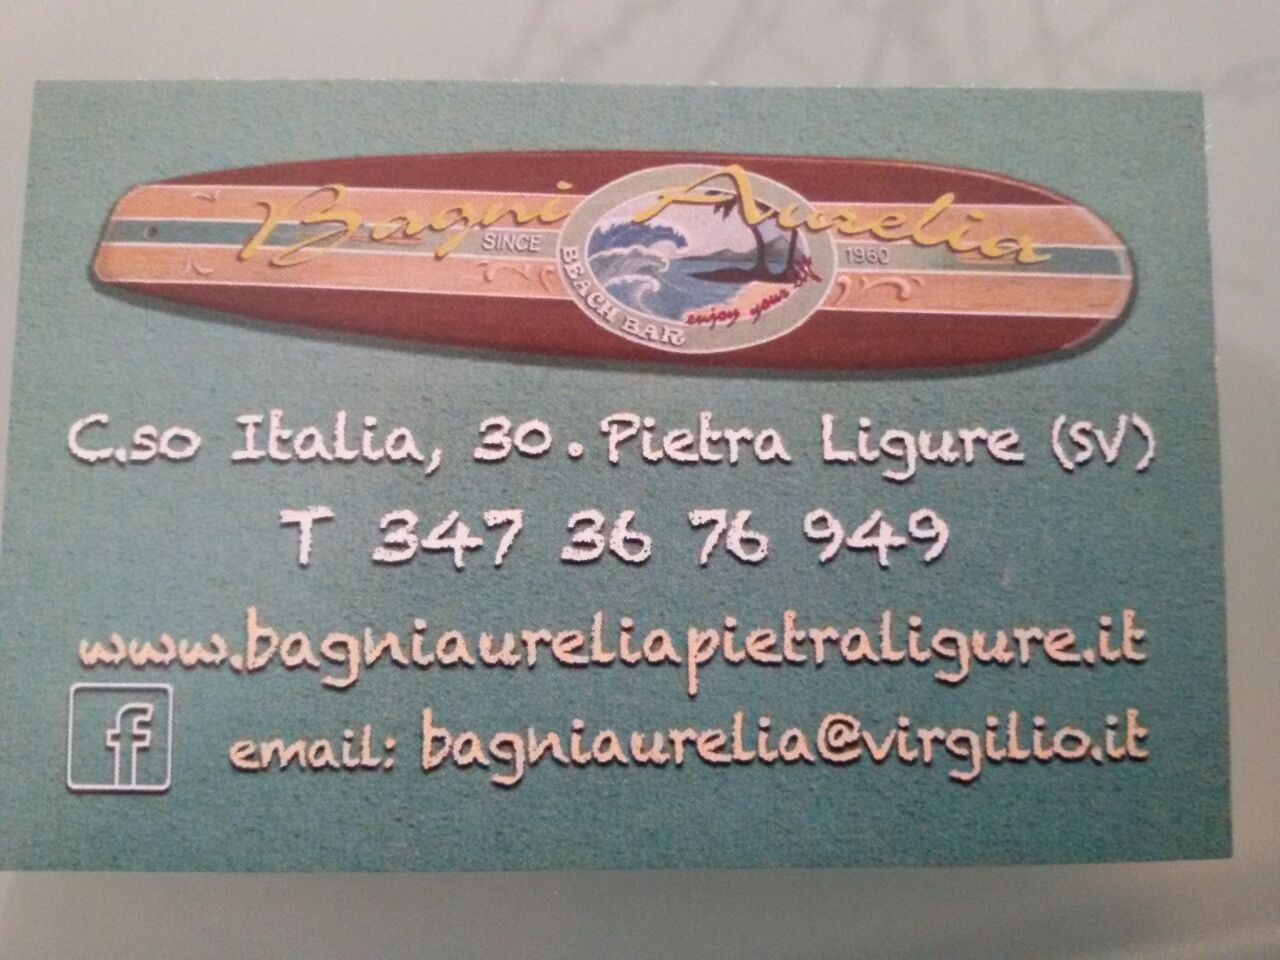 Bagni Aurelia
SINCE 1960
BEACH BAR
enjoy your life
C.so Italia, 30 . Pietra Ligure (SV)
T 347 36 76 949
www.bagniaureliapietraligure.it
f
email: bagniaurelia@virgilio.it